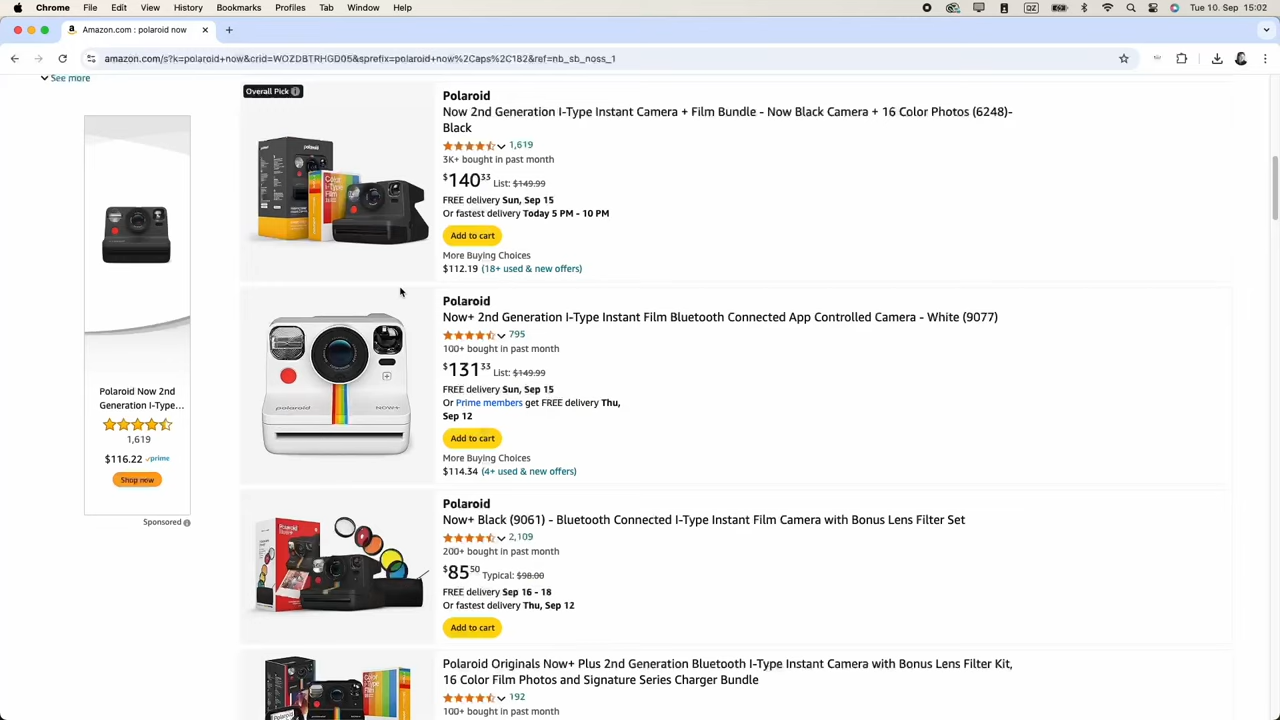 Chrome File Edit View History Bookmarks Profiles Tab Window Help
Tue 10. Sep 15:02
Amazon.com : polaroid now
amazon.com/s?k=polaroid+now&crid=WOZDBTRHGD05&sprefix=polaroid+now%2Caps%2C182&ref=nb_sb_noss_1
See more
Polaroid Now 2nd
Generation I-Type...
1,619
$116.22 prime
Shop now
Sponsored
Overall Pick
Polaroid
Now 2nd Generation I-Type Instant Camera + Film Bundle - Now Black Camera + 16 Color Photos (6248)-
Black
1,619
3K+ bought in past month
$140 33 List: $149.99
FREE delivery Sun, Sep 15
Or fastest delivery Today 5 PM - 10 PM
Add to cart
More Buying Choices
$112.19 (18+ used & new offers)
Polaroid
Now+ 2nd Generation I-Type Instant Film Bluetooth Connected App Controlled Camera - White (9077)
795
100+ bought in past month
$131 33 List: $149.99
FREE delivery Sun, Sep 15
Or Prime members get FREE delivery Thu,
Sep 12
Add to cart
More Buying Choices
$114.34 (4+ used & new offers)
polaroid NOW+
Polaroid
Now+ Black (9061) - Bluetooth Connected I-Type Instant Film Camera with Bonus Lens Filter Set
2,109
200+ bought in past month
$85 50 Typical: $98.00
FREE delivery Sep 16 - 18
Or fastest delivery Thu, Sep 12
Add to cart
Polaroid Originals Now+ Plus 2nd Generation Bluetooth I-Type Instant Camera with Bonus Lens Filter Kit,
16 Color Film Photos and Signature Series Charger Bundle
192
100+ bought in past month